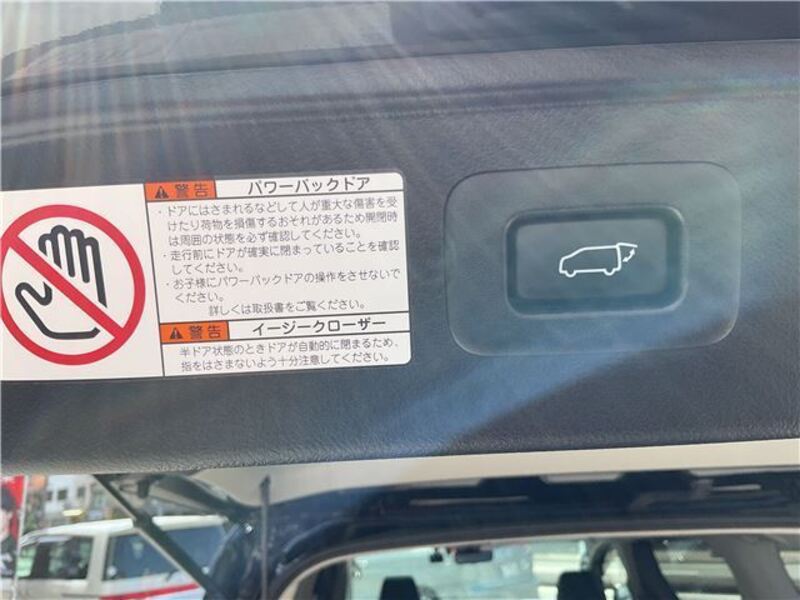 警告 パワーバックドア
・ドアにはさまれるなどして人が重大な傷害を受
けたり荷物を損傷するおそれがあるため開閉時
は周囲の状態を必ず確認してください。
・走行前にドアが確実に閉まっていることを確認
してください。
・お子様にパワーバックドアの操作をさせないで
ください。
詳しくは取扱書をご覧ください。
警告 イージークローザー
半ドア状態のときドアが自動的に閉まるため、
指をはさまないよう十分注意してください。